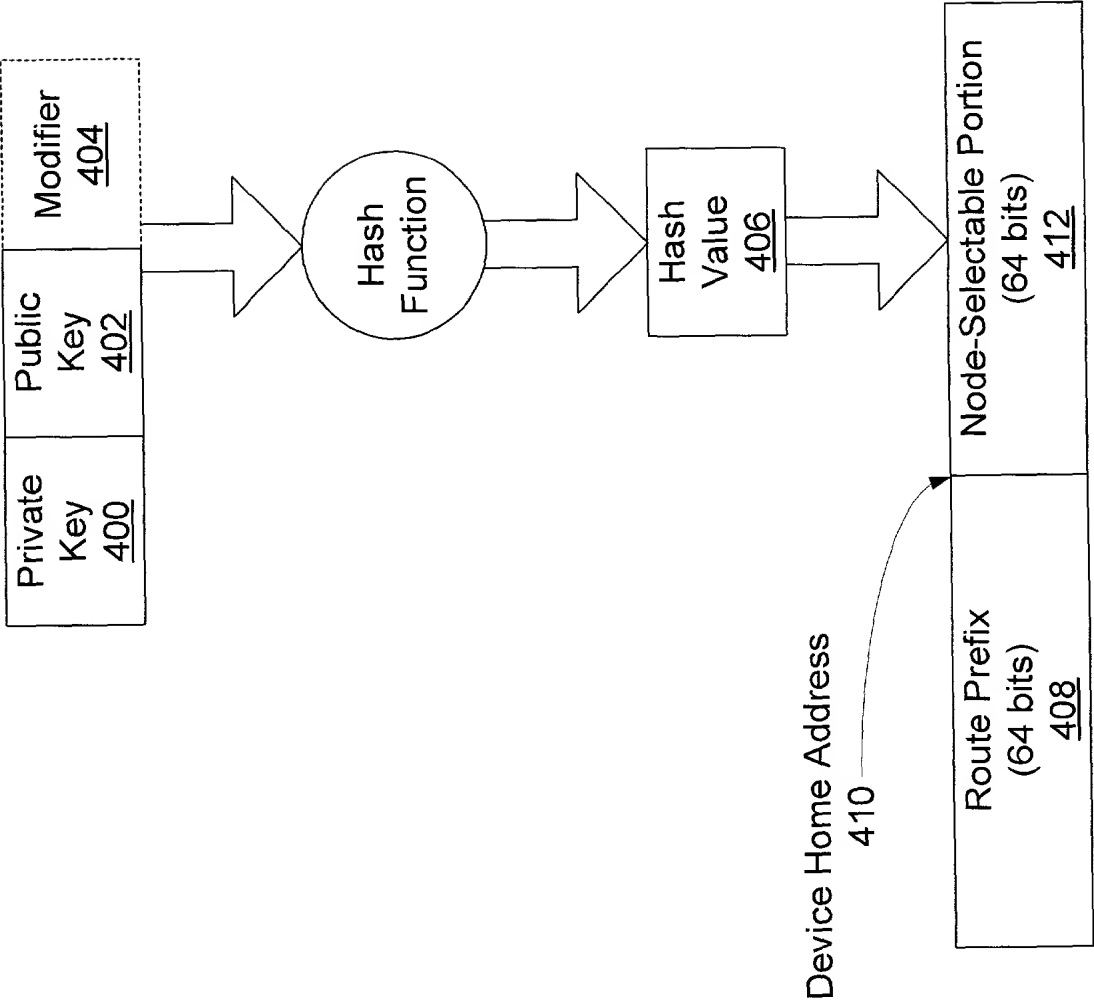 Private
Key
400
Public
Key
402
Modifier
404
Hash
Function
Hash
Value
406
Device Home Address
410
Route Prefix
(64 bits)
408
Node-Selectable Portion
(64 bits)
412